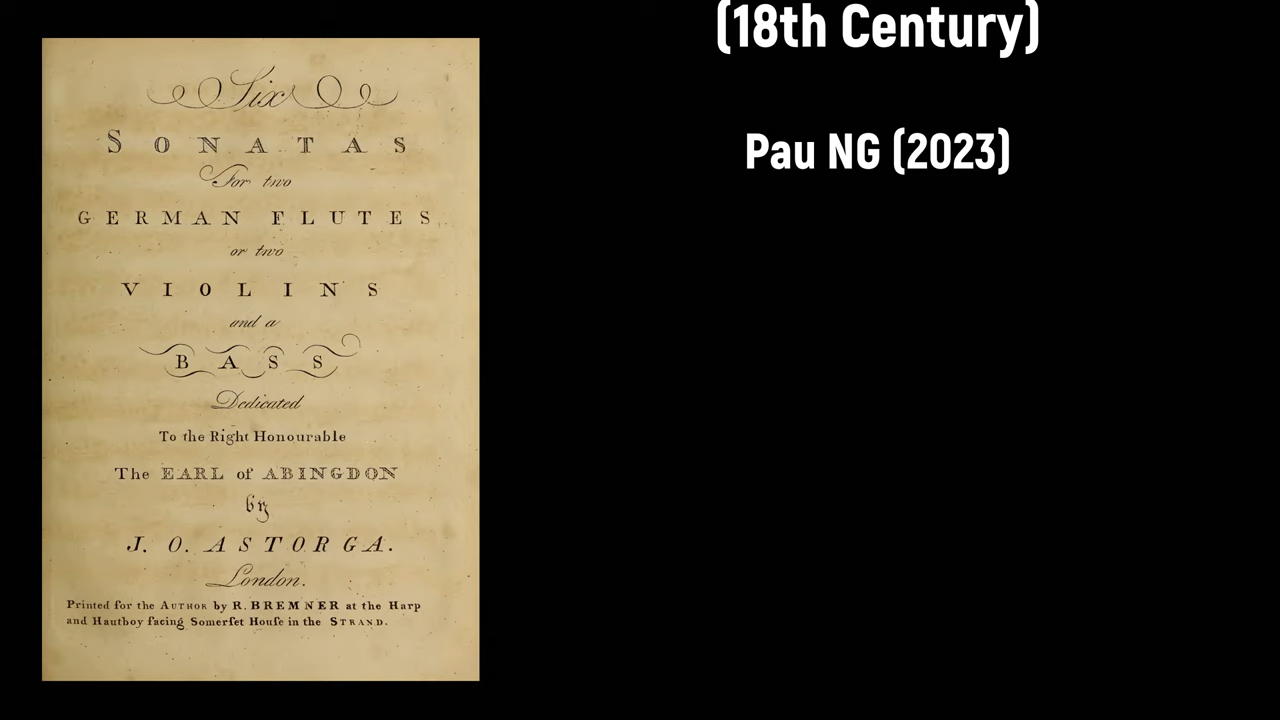 Six
SONATAS
For two
GERMAN FLUTES
or two
VIOLINS
and a
BASS
Dedicated
To the Right Honourable
The EARL of ABINGDON
by
J. O. ASTORGA.
London.
Printed for the AUTHOR by R. BREMNER at the Harp
and Hautboy facing Somerſet Houſe in the STRAND.
(18th Century)
Pau NG (2023)